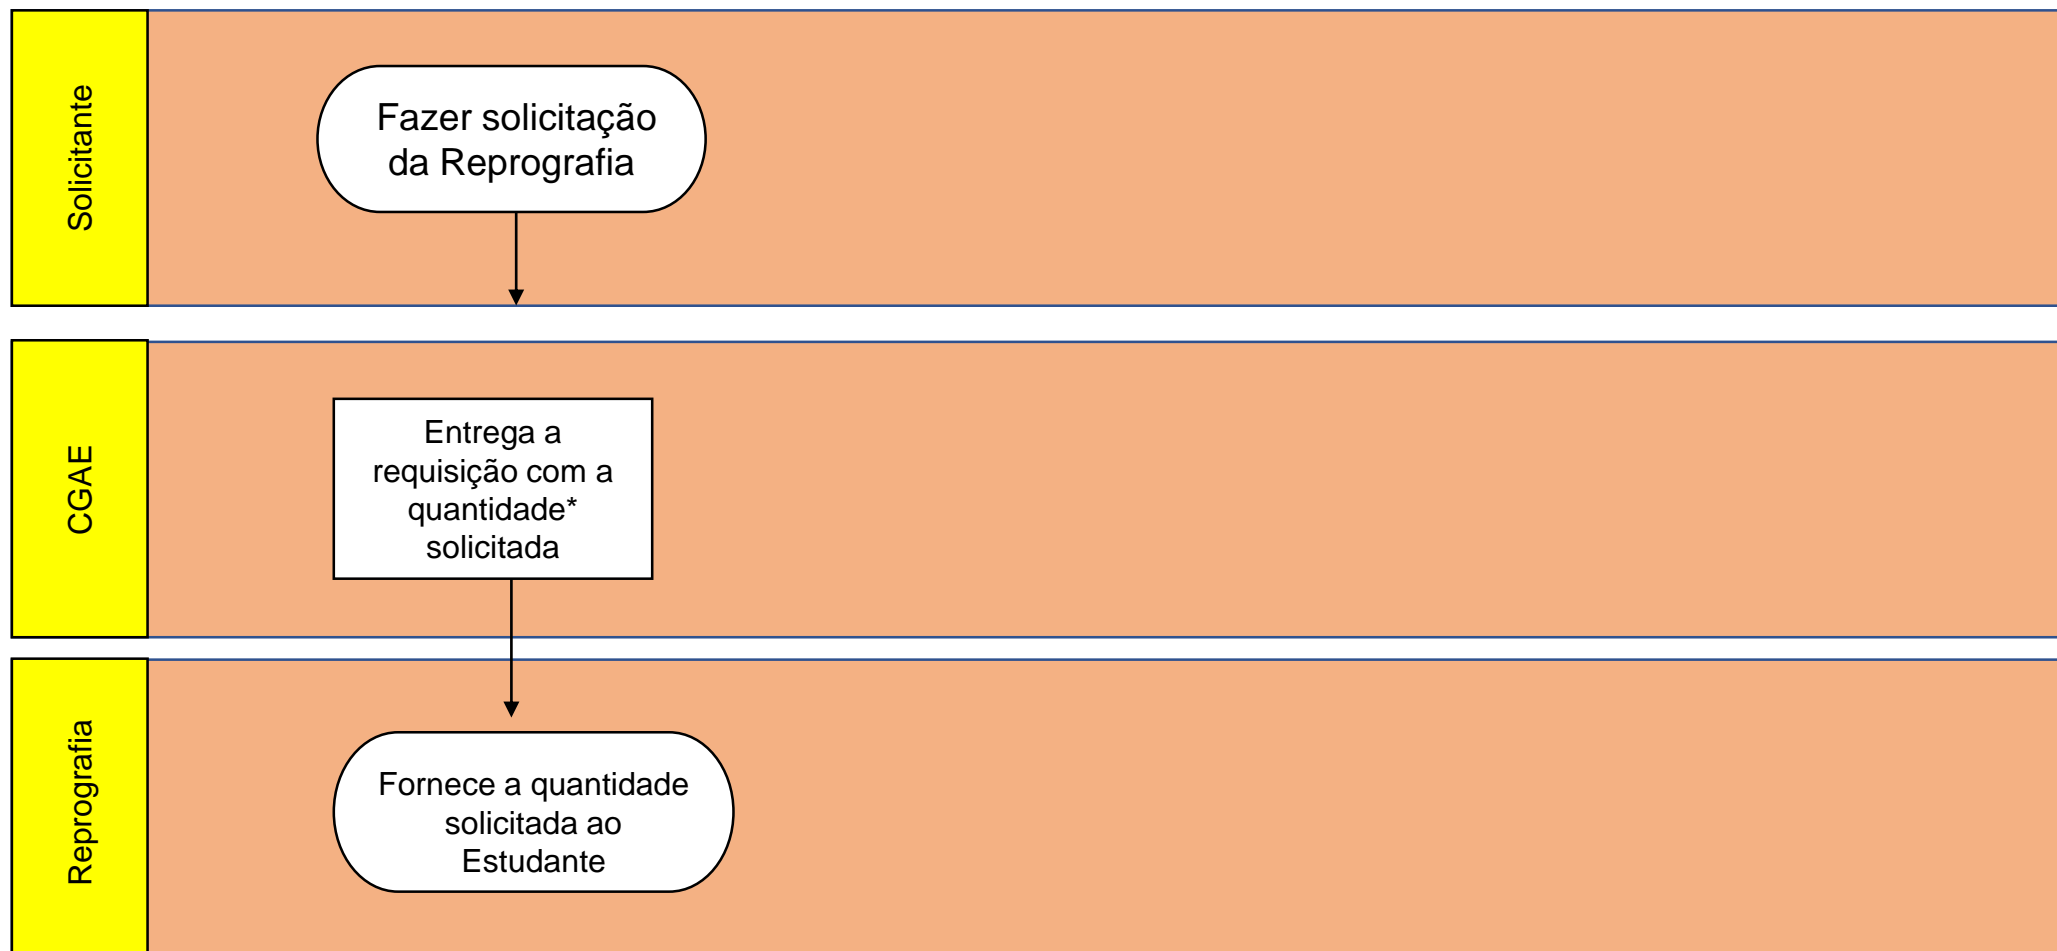 Solicitante
Fazer solicitação
da Reprografia
CGAE
Entrega a
requisição com a
quantidade*
solicitada
Reprografia
Fornece a quantidade
solicitada ao
Estudante